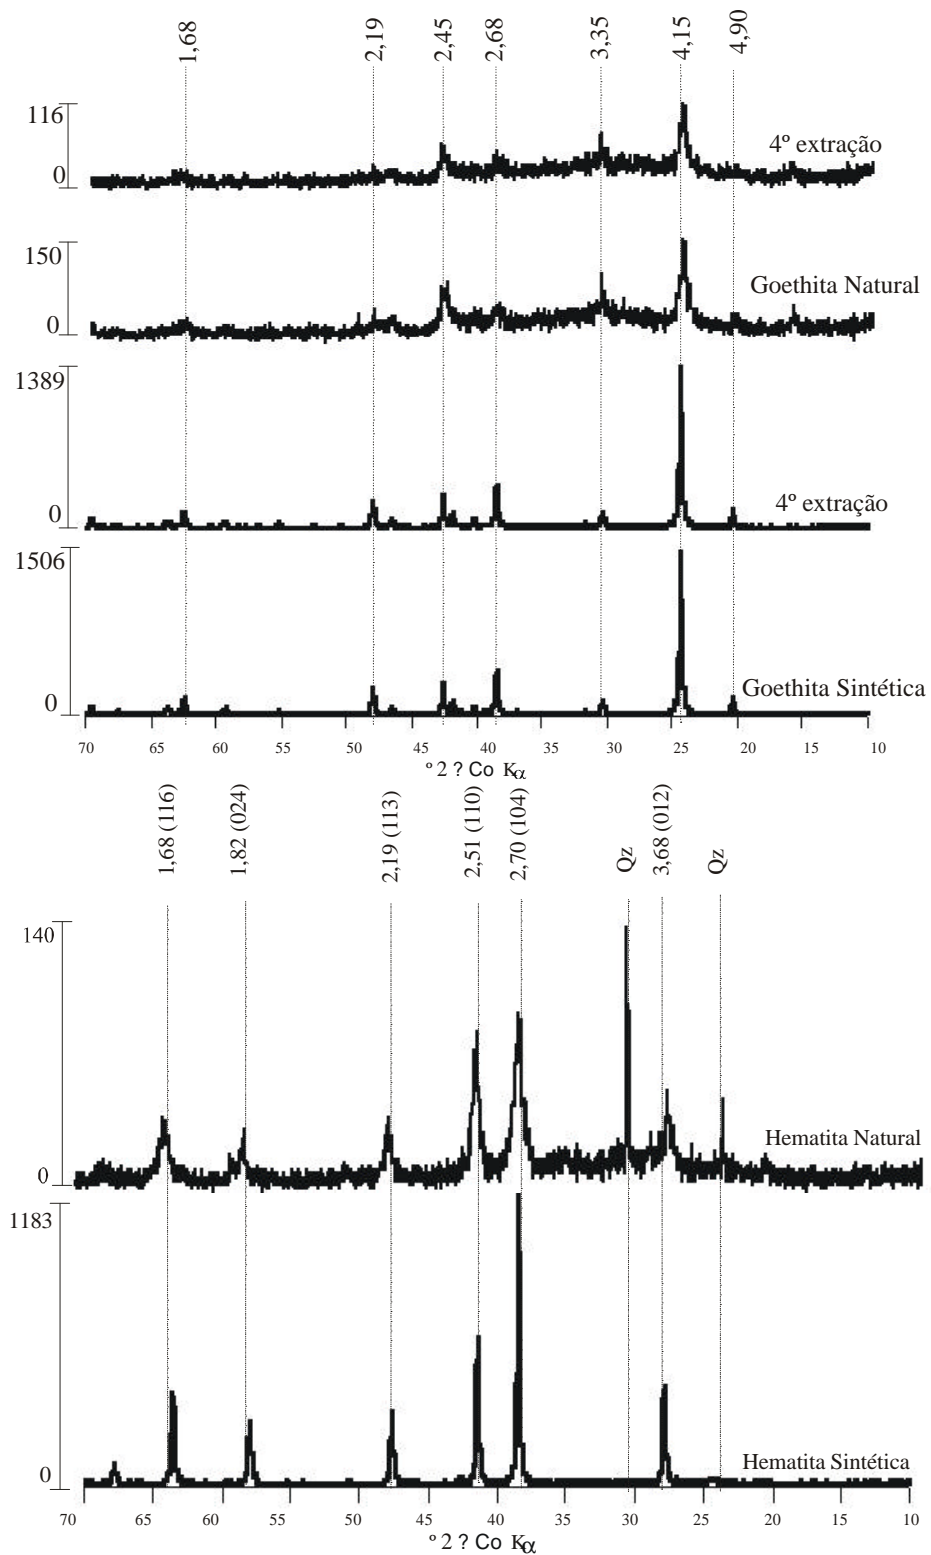 1,68 2,19 2,45 2,68 3,35 4,15 4,90
116
4º extração
0
150
Goethita Natural
0
1389
4º extração
0
1506
Goethita Sintética
0
70 65 60 55 50 45 40 35 30 25 20 15 10
º 2 ? Co Kα
1,68 (116) 1,82 (024) 2,19 (113) 2,51 (110) 2,70 (104) Qz 3,68 (012) Qz
140
Hematita Natural
0
1183
Hematita Sintética
0
70 65 60 55 50 45 40 35 30 25 20 15 10
º 2 ? Co Kα